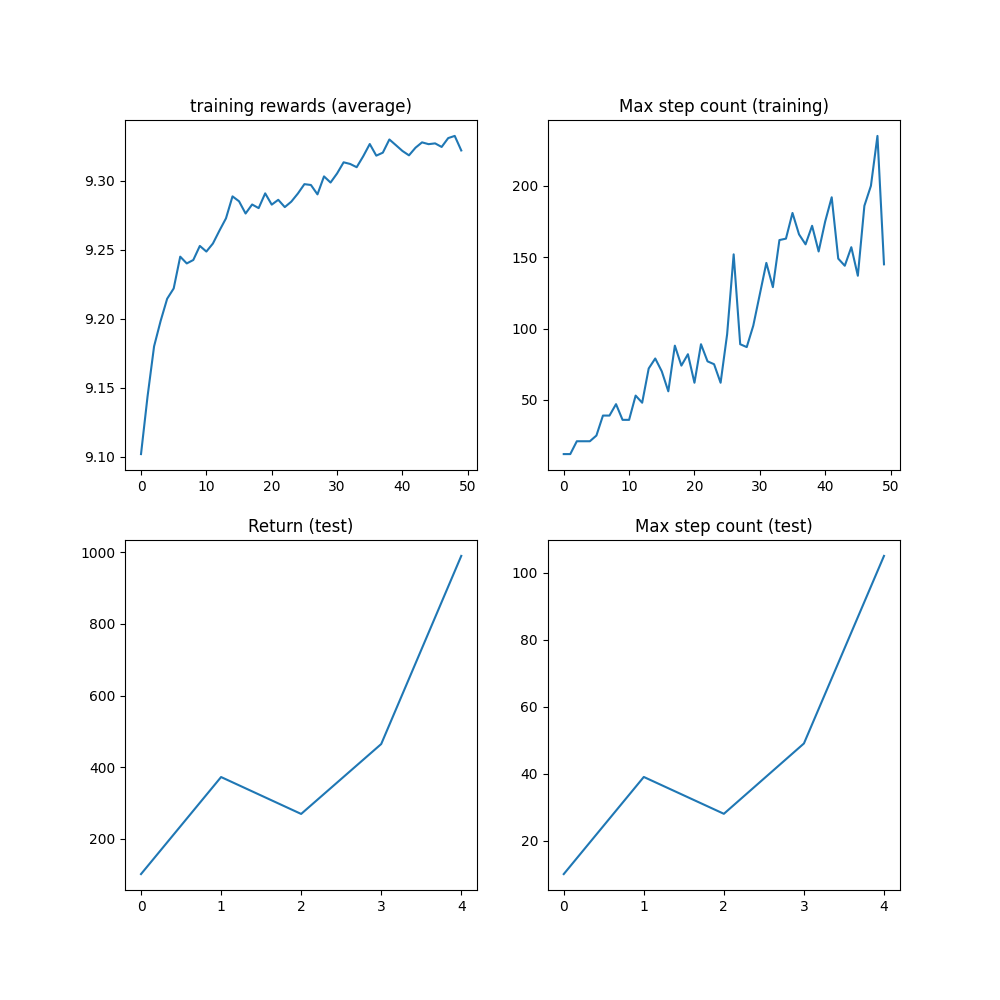 training rewards (average)
9.30
9.25
9.20
9.15
9.10
0 10 20 30 40 50
Max step count (training)
200
150
100
50
0 10 20 30 40 50
Return (test)
1000
800
600
400
200
0 1 2 3 4
Max step count (test)
100
80
60
40
20
0 1 2 3 4